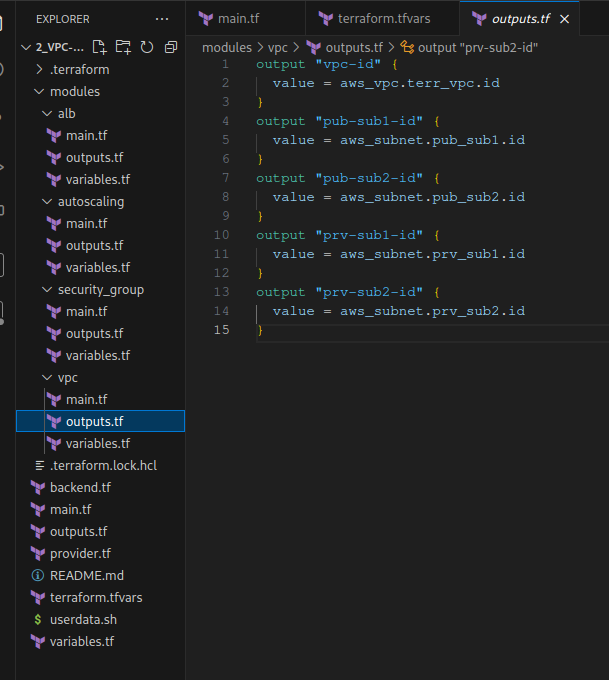 EXPLORER ...
2_VPC-...
.terraform
modules
alb
main.tf
outputs.tf
variables.tf
autoscaling
main.tf
outputs.tf
variables.tf
security_group
main.tf
outputs.tf
variables.tf
vpc
main.tf
outputs.tf
variables.tf
.terraform.lock.hcl
backend.tf
main.tf
outputs.tf
provider.tf
README.md
terraform.tfvars
$ userdata.sh
variables.tf
main.tf terraform.tfvars outputs.tf
modules > vpc > outputs.tf > output "prv-sub2-id"
1 output "vpc-id" {
2 value = aws_vpc.terr_vpc.id
3 }
4 output "pub-sub1-id" {
5 value = aws_subnet.pub_sub1.id
6 }
7 output "pub-sub2-id" {
8 value = aws_subnet.pub_sub2.id
9 }
10 output "prv-sub1-id" {
11 value = aws_subnet.prv_sub1.id
12 }
13 output "prv-sub2-id" {
14 value = aws_subnet.prv_sub2.id
15 }